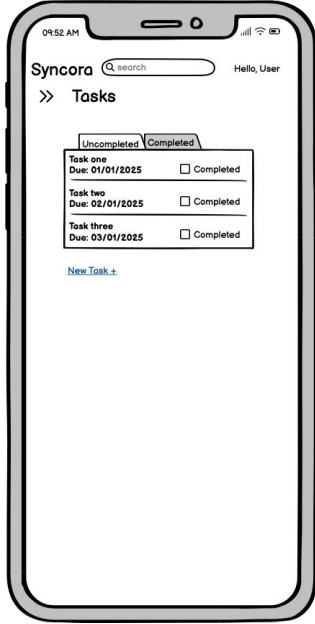 09:52 AM
Syncora search Hello, User
>> Tasks
Uncompleted Completed
Task one
Due: 01/01/2025 Completed
Task two
Due: 02/01/2025 Completed
Task three
Due: 03/01/2025 Completed
New Task +